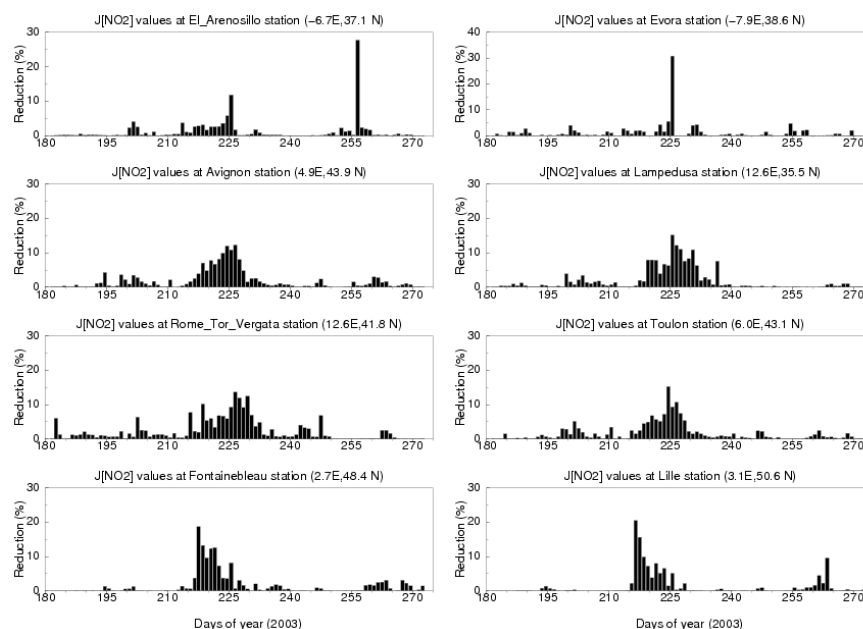 J[NO2] values at El_Arenosillo station (−6.7E,37.1 N)
Reduction (%)
30
20
10
0
180 195 210 225 240 255 270
J[NO2] values at Evora station (−7.9E,38.6 N)
Reduction (%)
40
30
20
10
0
180 195 210 225 240 255 270
J[NO2] values at Avignon station (4.9E,43.9 N)
Reduction (%)
30
20
10
0
180 195 210 225 240 255 270
J[NO2] values at Lampedusa station (12.6E,35.5 N)
Reduction (%)
30
20
10
0
180 195 210 225 240 255 270
J[NO2] values at Rome_Tor_Vergata station (12.6E,41.8 N)
Reduction (%)
30
20
10
0
180 195 210 225 240 255 270
J[NO2] values at Toulon station (6.0E,43.1 N)
Reduction (%)
30
20
10
0
180 195 210 225 240 255 270
J[NO2] values at Fontainebleau station (2.7E,48.4 N)
Reduction (%)
30
20
10
0
180 195 210 225 240 255 270
Days of year (2003)
J[NO2] values at Lille station (3.1E,50.6 N)
Reduction (%)
30
20
10
0
180 195 210 225 240 255 270
Days of year (2003)